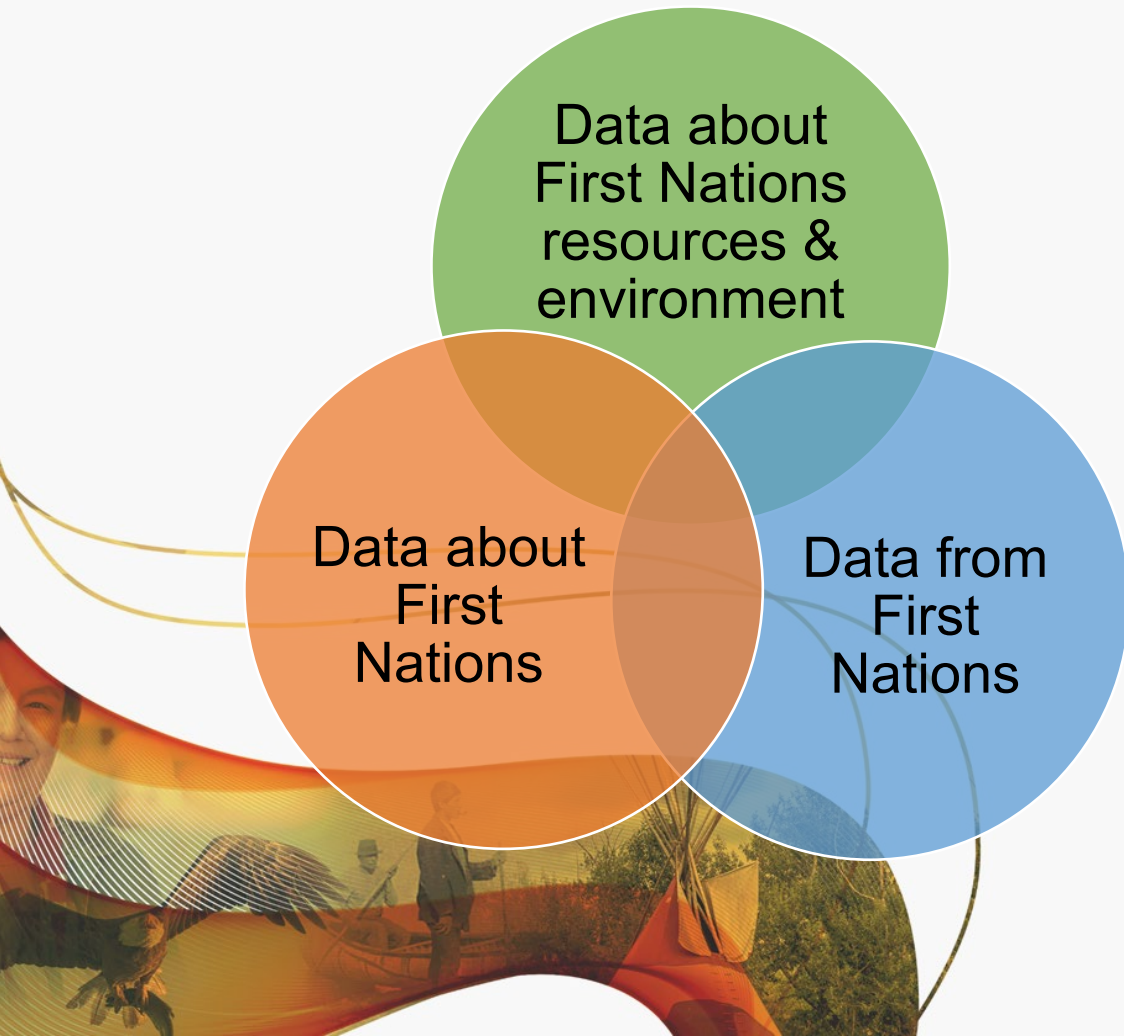 Data about
First Nations
resources &
environment
Data about
First
Nations
Data from
First
Nations